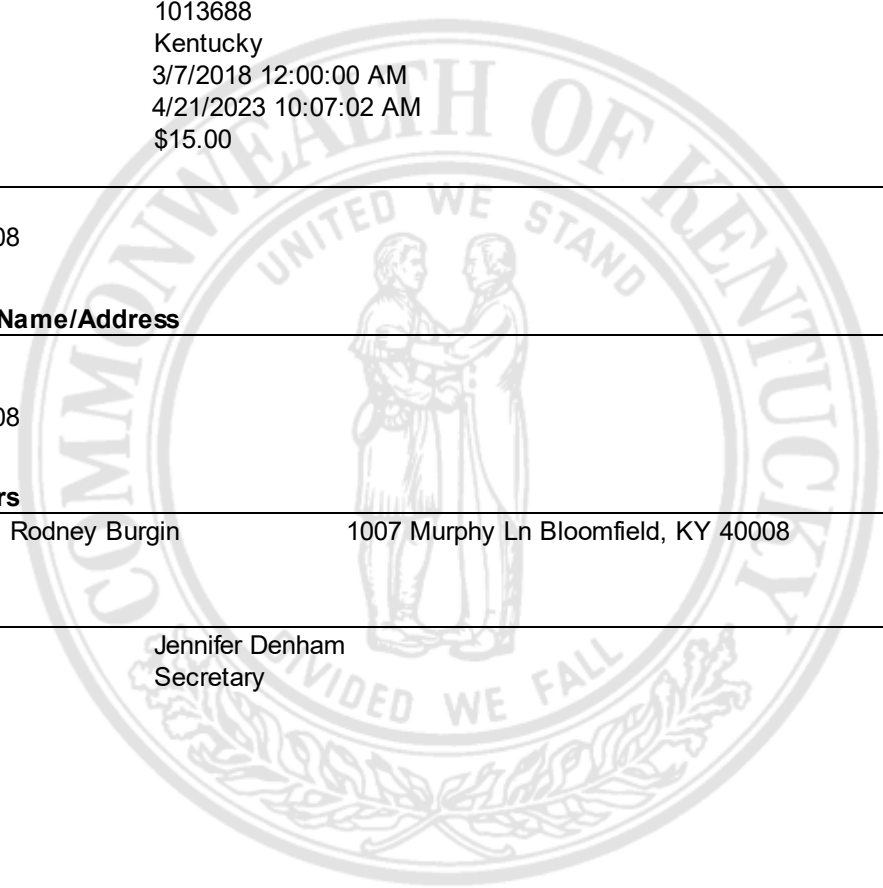 1013688
Kentucky
3/7/2018 12:00:00 AM
4/21/2023 10:07:02 AM
$15.00
08
Name/Address
08
rs
Rodney Burgin 1007 Murphy Ln Bloomfield, KY 40008
Jennifer Denham
Secretary
COMMONWEALTH OF KENTUCKY
UNITED WE STAND
DIVIDED WE FALL